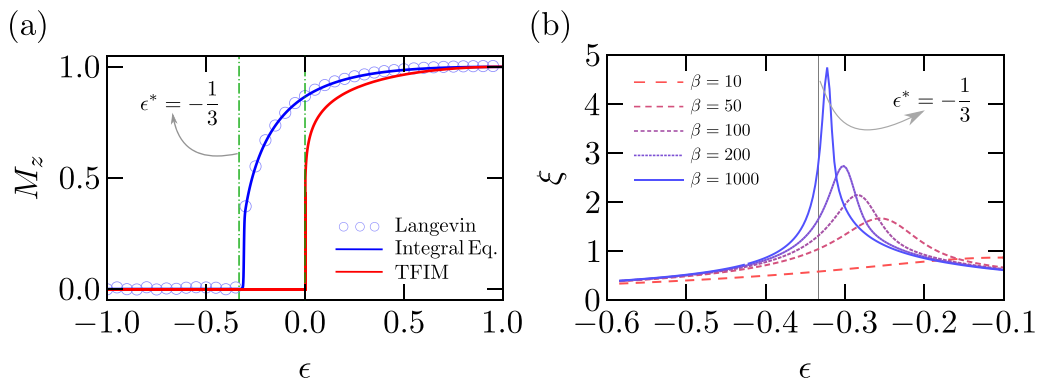 (a)
M_z
1.0
0.5
0.0
ϵ* = −1/3
Langevin
Integral Eq.
TFIM
−1.0 −0.5 0.0 0.5 1.0
ϵ
(b)
ξ
5
4
3
2
1
0
β = 10
β = 50
β = 100
β = 200
β = 1000
ϵ* = −1/3
−0.6 −0.5 −0.4 −0.3 −0.2 −0.1
ϵ